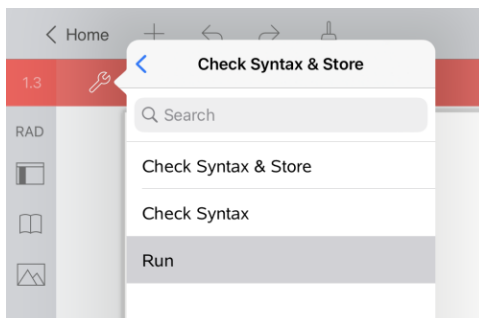 Home
Check Syntax & Store
1.3
Search
RAD
Check Syntax & Store
Check Syntax
Run